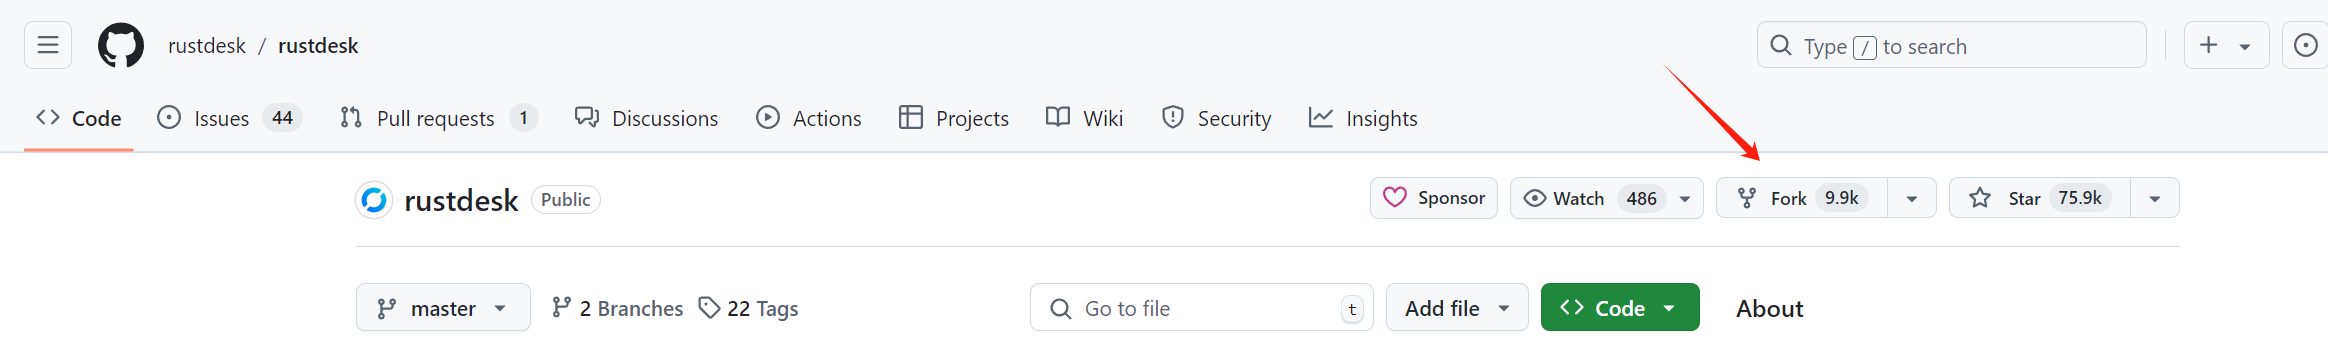 rustdesk / rustdesk
Type / to search
Code Issues 44 Pull requests 1 Discussions Actions Projects Wiki Security Insights
rustdesk Public Sponsor Watch 486 Fork 9.9k Star 75.9k
master 2 Branches 22 Tags Go to file t Add file Code About